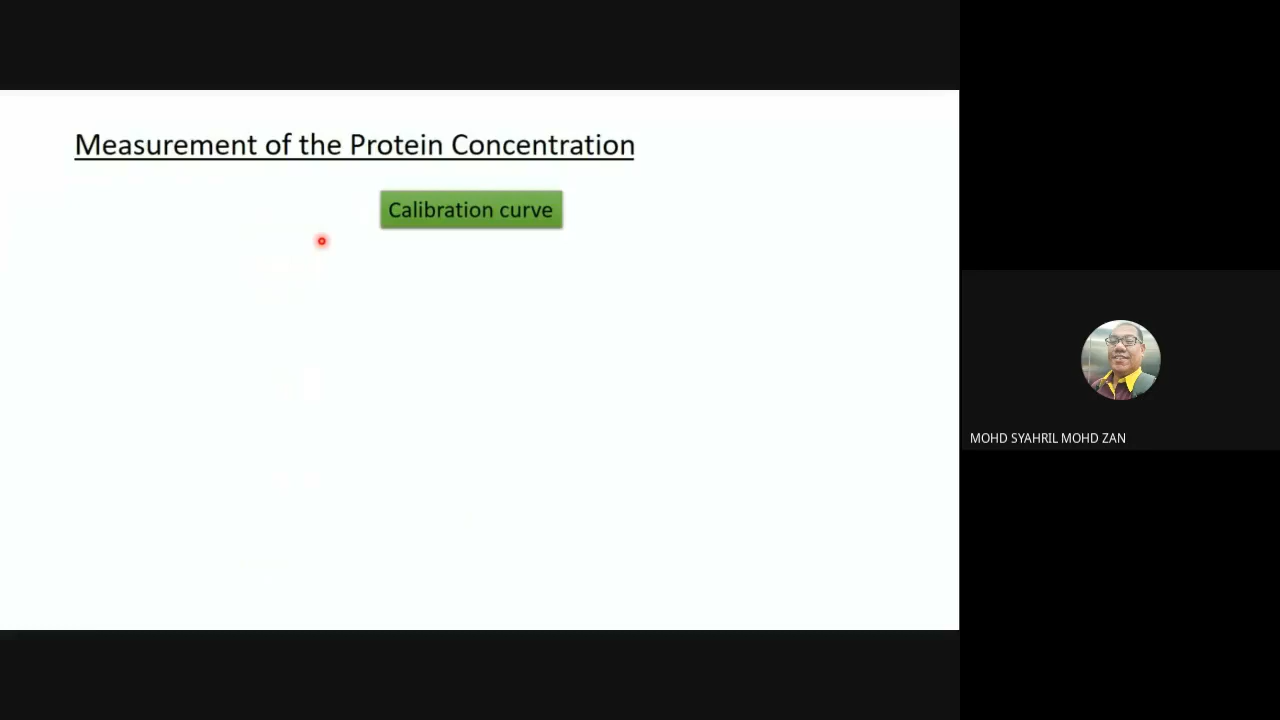 Measurement of the Protein Concentration
Calibration curve
MOHD SYAHRIL MOHD ZAN